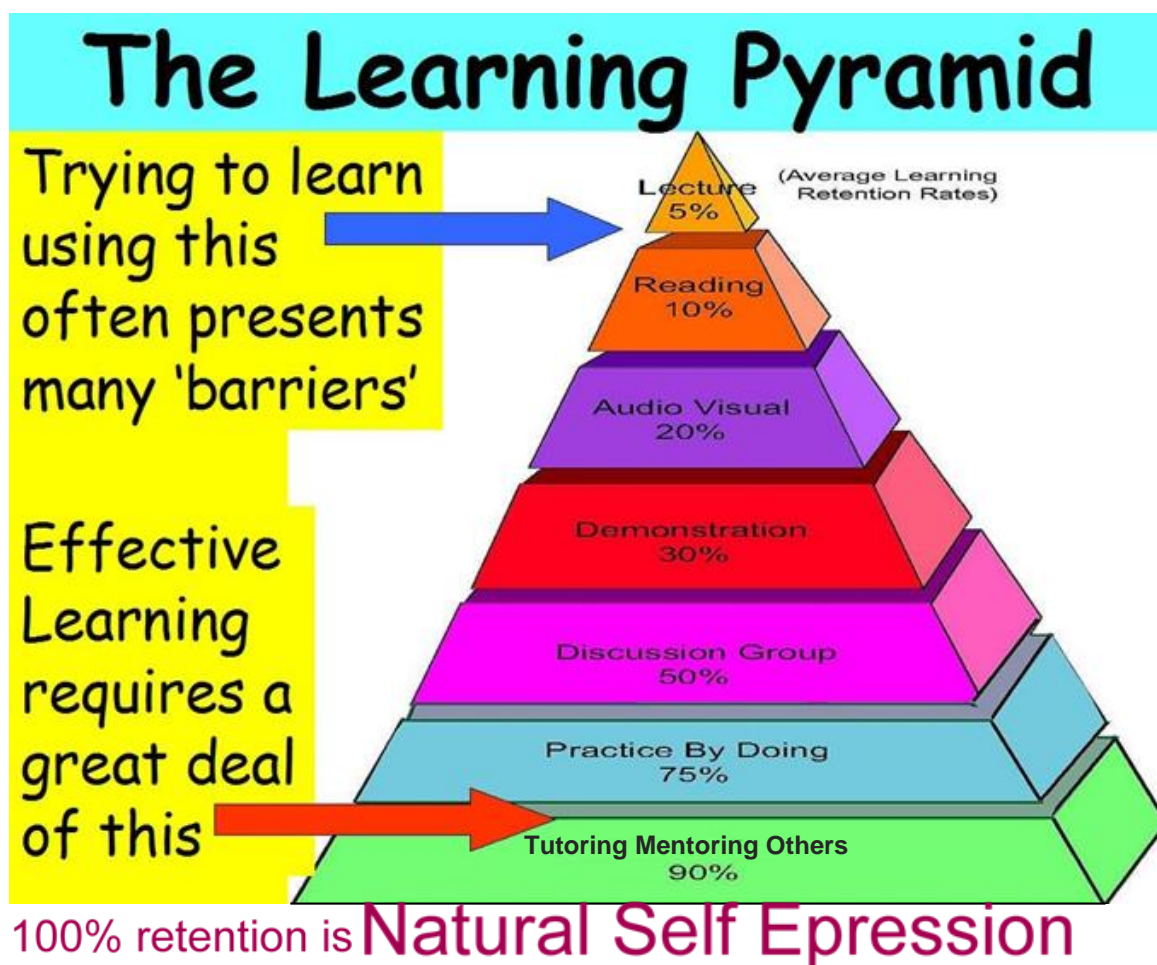 The Learning Pyramid
Trying to learn
using this
often presents
many ‘barriers’
Effective
Learning
requires a
great deal
of this
(Average Learning
Retention Rates)
Lecture
5%
Reading
10%
Audio Visual
20%
Demonstration
30%
Discussion Group
50%
Practice By Doing
75%
Tutoring Mentoring Others
90%
100% retention is Natural Self Epression